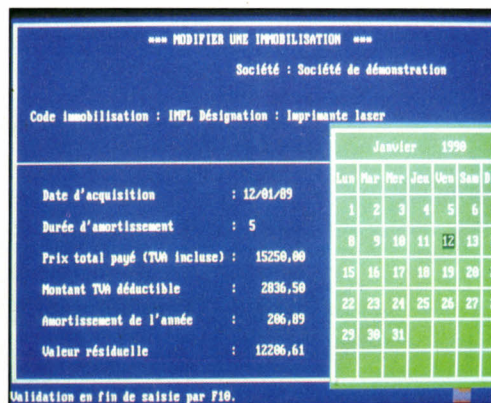 *** MODIFIER UNE IMMOBILISATION ***
Société : Société de démonstration
Code immobilisation : IMPL Désignation : Imprimante laser
Janvier 1990
Lun Mar Mer Jeu Ven Sam D
1 2 3 4 5 6
8 9 10 11 12 13
15 16 17 18 19 20
22 23 24 25 26 27
29 30 31
Date d'acquisition : 12/01/89
Durée d'amortissement : 5
Prix total payé (TVA incluse) : 15250,00
Montant TVA déductible : 2836,50
Amortissement de l'année : 206,89
Valeur résiduelle : 12206,61
Validation en fin de saisie par F10.